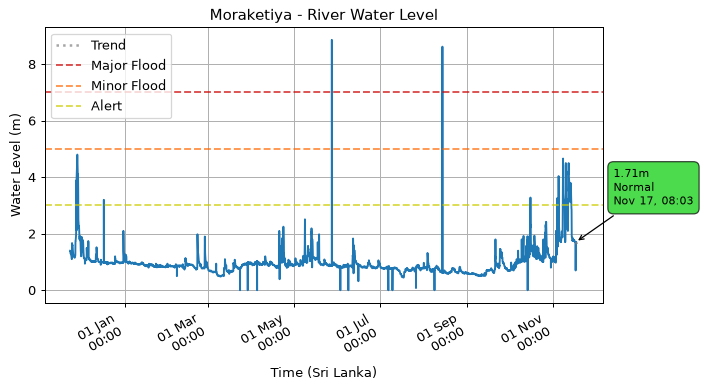 Moraketiya - River Water Level
Trend
Major Flood
Minor Flood
Alert
Water Level (m)
8
6
4
2
0
1.71m
Normal
Nov 17, 08:03
01 Jan
00:00
01 Mar
00:00
01 May
00:00
01 Jul
00:00
01 Sep
00:00
01 Nov
00:00
Time (Sri Lanka)